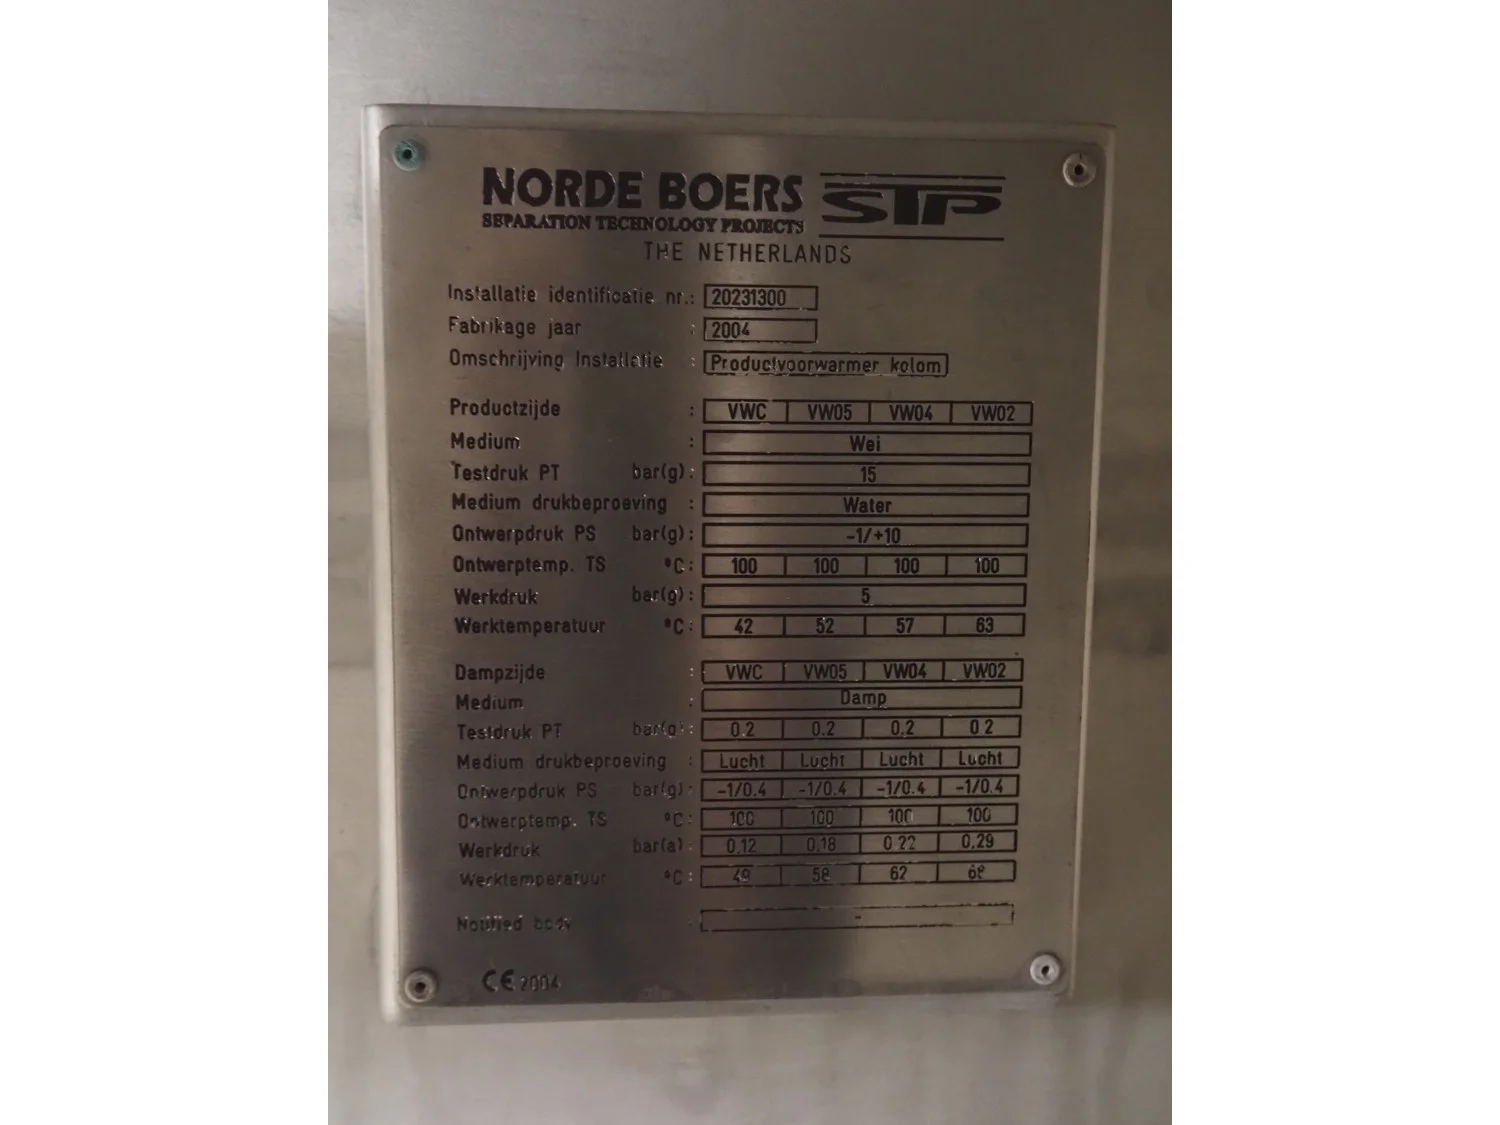 NORDE BOERS STP
SEPARATION TECHNOLOGY PROJECTS
THE NETHERLANDS
Installatie identificatie nr.: 20231300
Fabrikage jaar : 2004
Omschrijving Installatie : Productvoorwarmer kolom
Productzijde : VWC VW05 VW04 VW02
Medium : Wei
Testdruk PT bar(g): 15
Medium drukbeproeving : Water
Ontwerpdruk PS bar(g): -1/+10
Ontwerptemp. TS °C: 100 100 100 100
Werkdruk bar(g): 5
Werktemperatuur °C: 42 52 57 63
Dampzijde : VWC VW05 VW04 VW02
Medium : Damp
Testdruk PT bar(g): 0.2 0.2 0.2 0.2
Medium drukbeproeving : Lucht Lucht Lucht Lucht
Ontwerpdruk PS bar(g): -1/0.4 -1/0.4 -1/0.4 -1/0.4
Ontwerptemp. TS °C: 100 100 100 100
Werkdruk bar(a): 0,12 0,18 0,22 0,29
Werktemperatuur °C: 49 58 62 68
Notified body : -
CE 2004